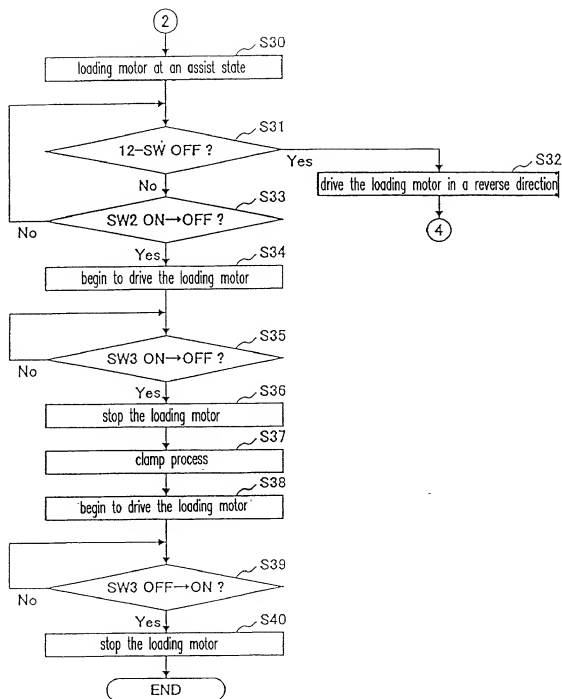 2
S30
loading motor at an assist state
S31
12-SW OFF ?
Yes
No
S32
drive the loading motor in a reverse direction
4
S33
SW2 ON→OFF ?
No
Yes
S34
begin to drive the loading motor
S35
SW3 ON→OFF ?
No
Yes
S36
stop the loading motor
S37
clamp process
S38
begin to drive the loading motor
S39
SW3 OFF→ON ?
No
Yes
S40
stop the loading motor
END